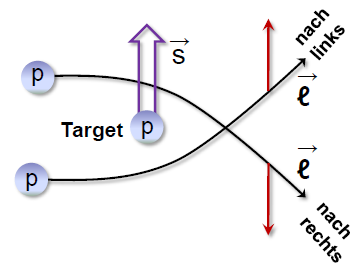 nach
links
S
p
ℓ
Target p
ℓ
p
nach
rechts